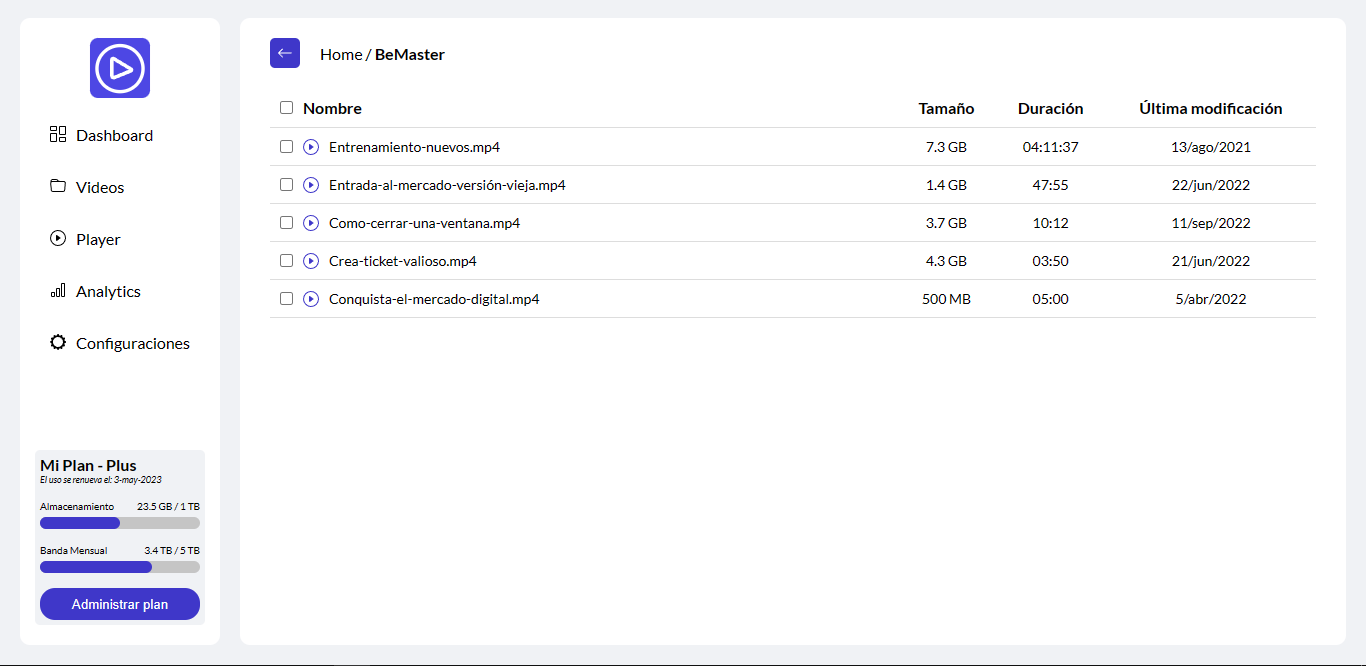 Home / BeMaster
Dashboard
Videos
Player
Analytics
Configuraciones
Mi Plan - Plus
El uso se renueva el: 3-may-2023
Almacenamiento 23.5 GB / 1 TB
Banda Mensual 3.4 TB / 5 TB
Administrar plan
Nombre Tamaño Duración Última modificación
Entrenamiento-nuevos.mp4 7.3 GB 04:11:37 13/ago/2021
Entrada-al-mercado-versión-vieja.mp4 1.4 GB 47:55 22/jun/2022
Como-cerrar-una-ventana.mp4 3.7 GB 10:12 11/sep/2022
Crea-ticket-valioso.mp4 4.3 GB 03:50 21/jun/2022
Conquista-el-mercado-digital.mp4 500 MB 05:00 5/abr/2022